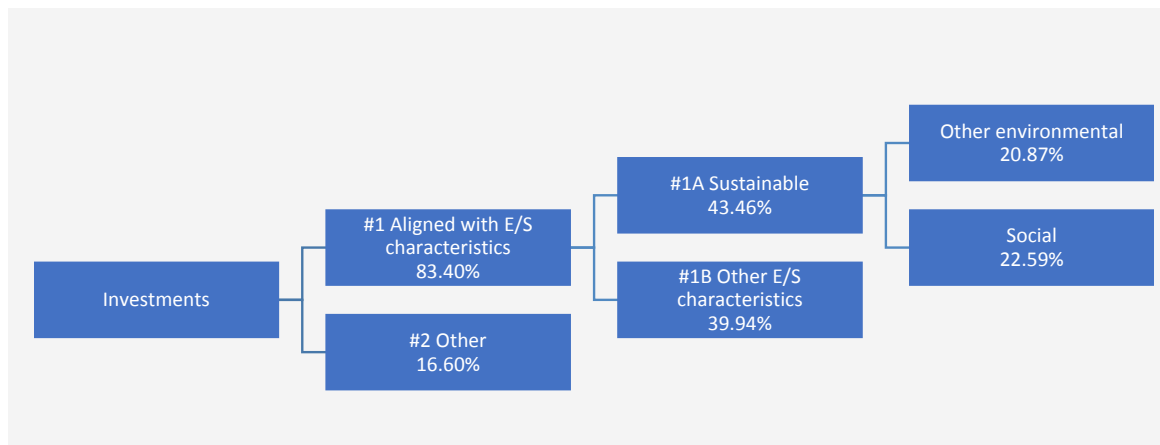 Investments
#1 Aligned with E/S
characteristics
83.40%
#2 Other
16.60%
#1A Sustainable
43.46%
#1B Other E/S
characteristics
39.94%
Other environmental
20.87%
Social
22.59%